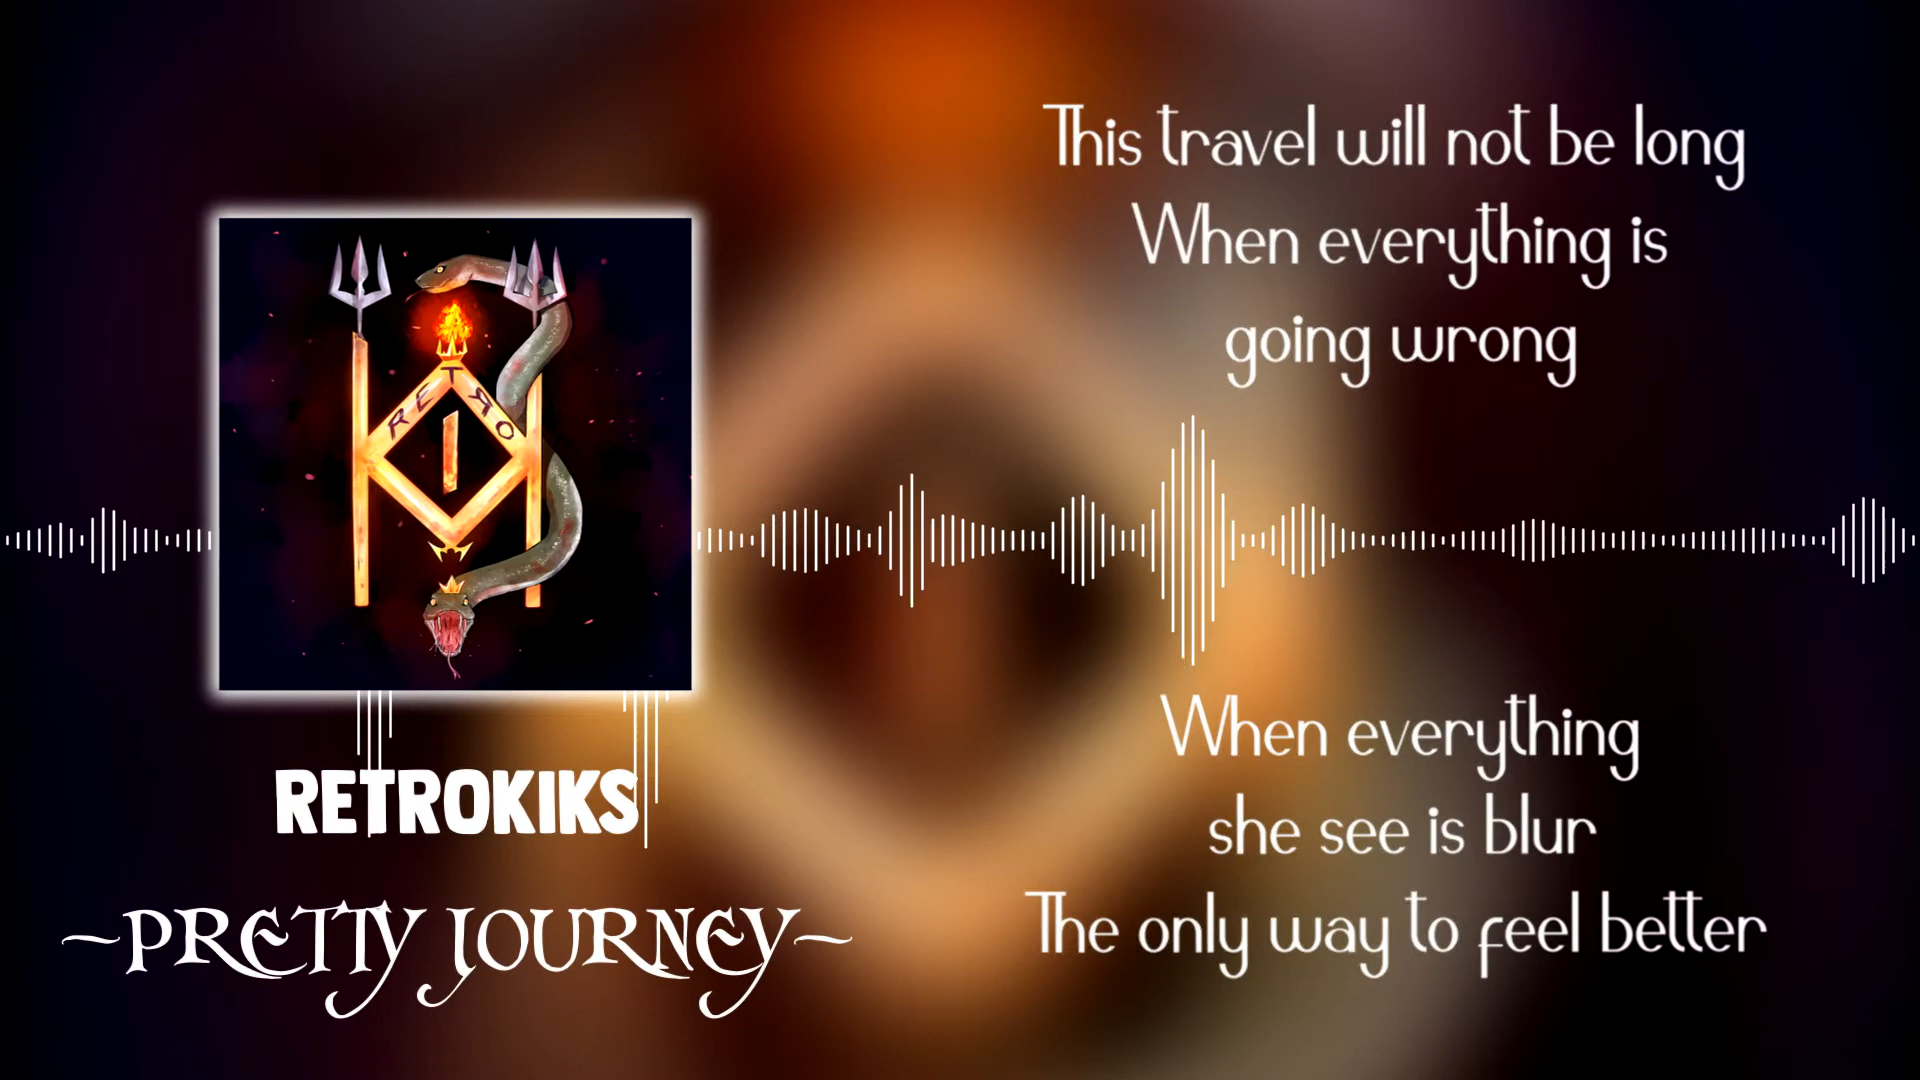 RETRO
KIK
RETROKIKS
~PRETTY JOURNEY~
This travel will not be long
When everything is
going wrong
When everything
she see is blur
The only way to feel better